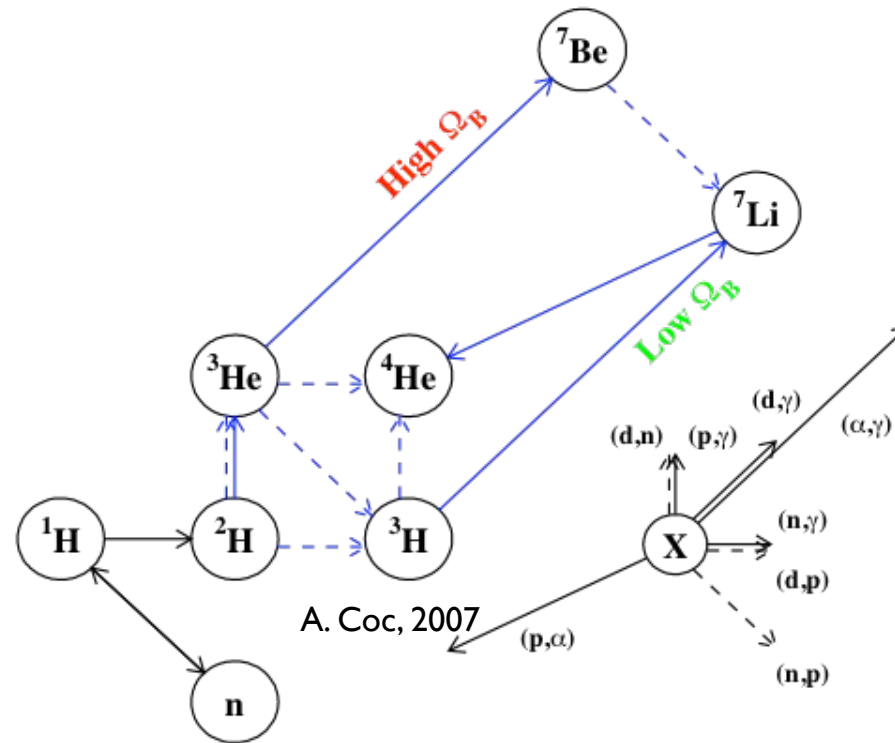 ⁷Be
High Ω_B
⁷Li
Low Ω_B
³He
⁴He
(d,γ)
(α,γ)
(d,n)
(p,γ)
¹H
²H
³H
X
(n,γ)
(d,p)
A. Coc, 2007
(p,α)
(n,p)
n